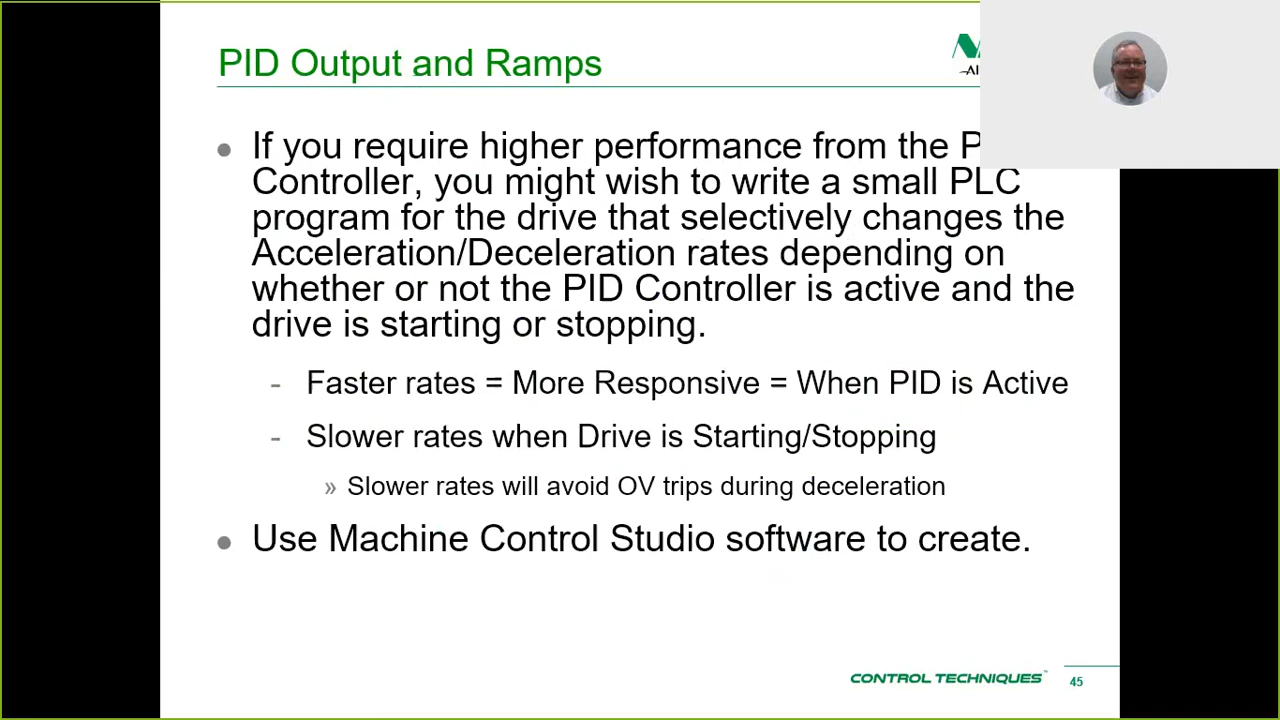 PID Output and Ramps
If you require higher performance from the
Controller, you might wish to write a small PLC
program for the drive that selectively changes the
Acceleration/Deceleration rates depending on
whether or not the PID Controller is active and the
drive is starting or stopping.
- Faster rates = More Responsive = When PID is Active
- Slower rates when Drive is Starting/Stopping
» Slower rates will avoid OV trips during deceleration
Use Machine Control Studio software to create.
CONTROL TECHNIQUES™
45